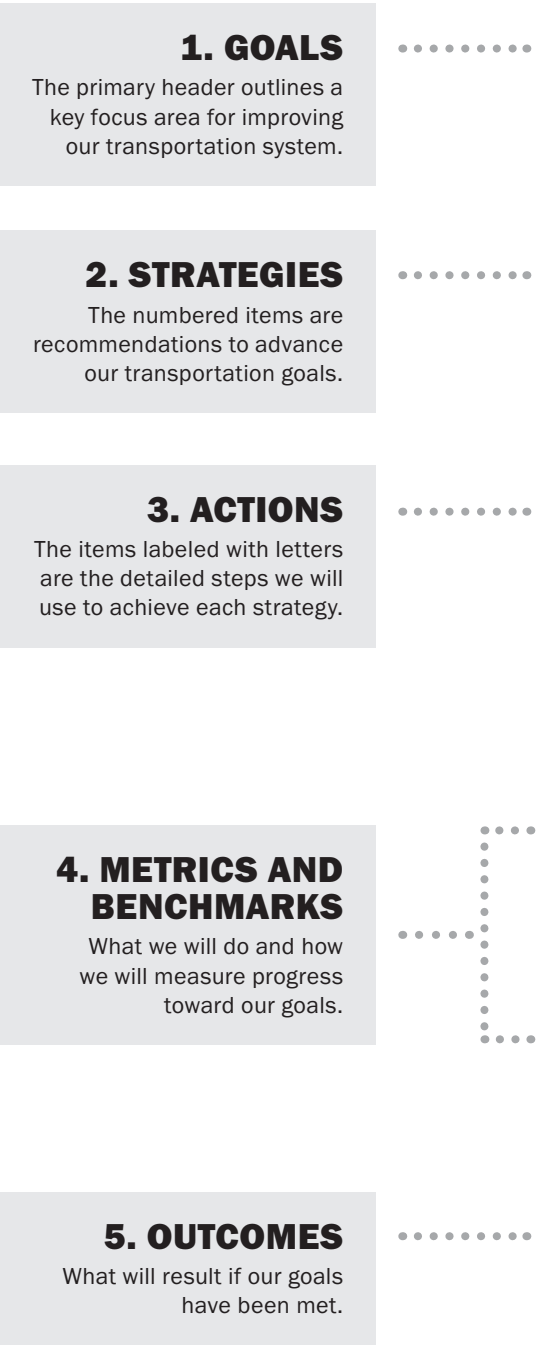 1. GOALS
The primary header outlines a
key focus area for improving
our transportation system.
2. STRATEGIES
The numbered items are
recommendations to advance
our transportation goals.
3. ACTIONS
The items labeled with letters
are the detailed steps we will
use to achieve each strategy.
4. METRICS AND
BENCHMARKS
What we will do and how
we will measure progress
toward our goals.
5. OUTCOMES
What will result if our goals
have been met.